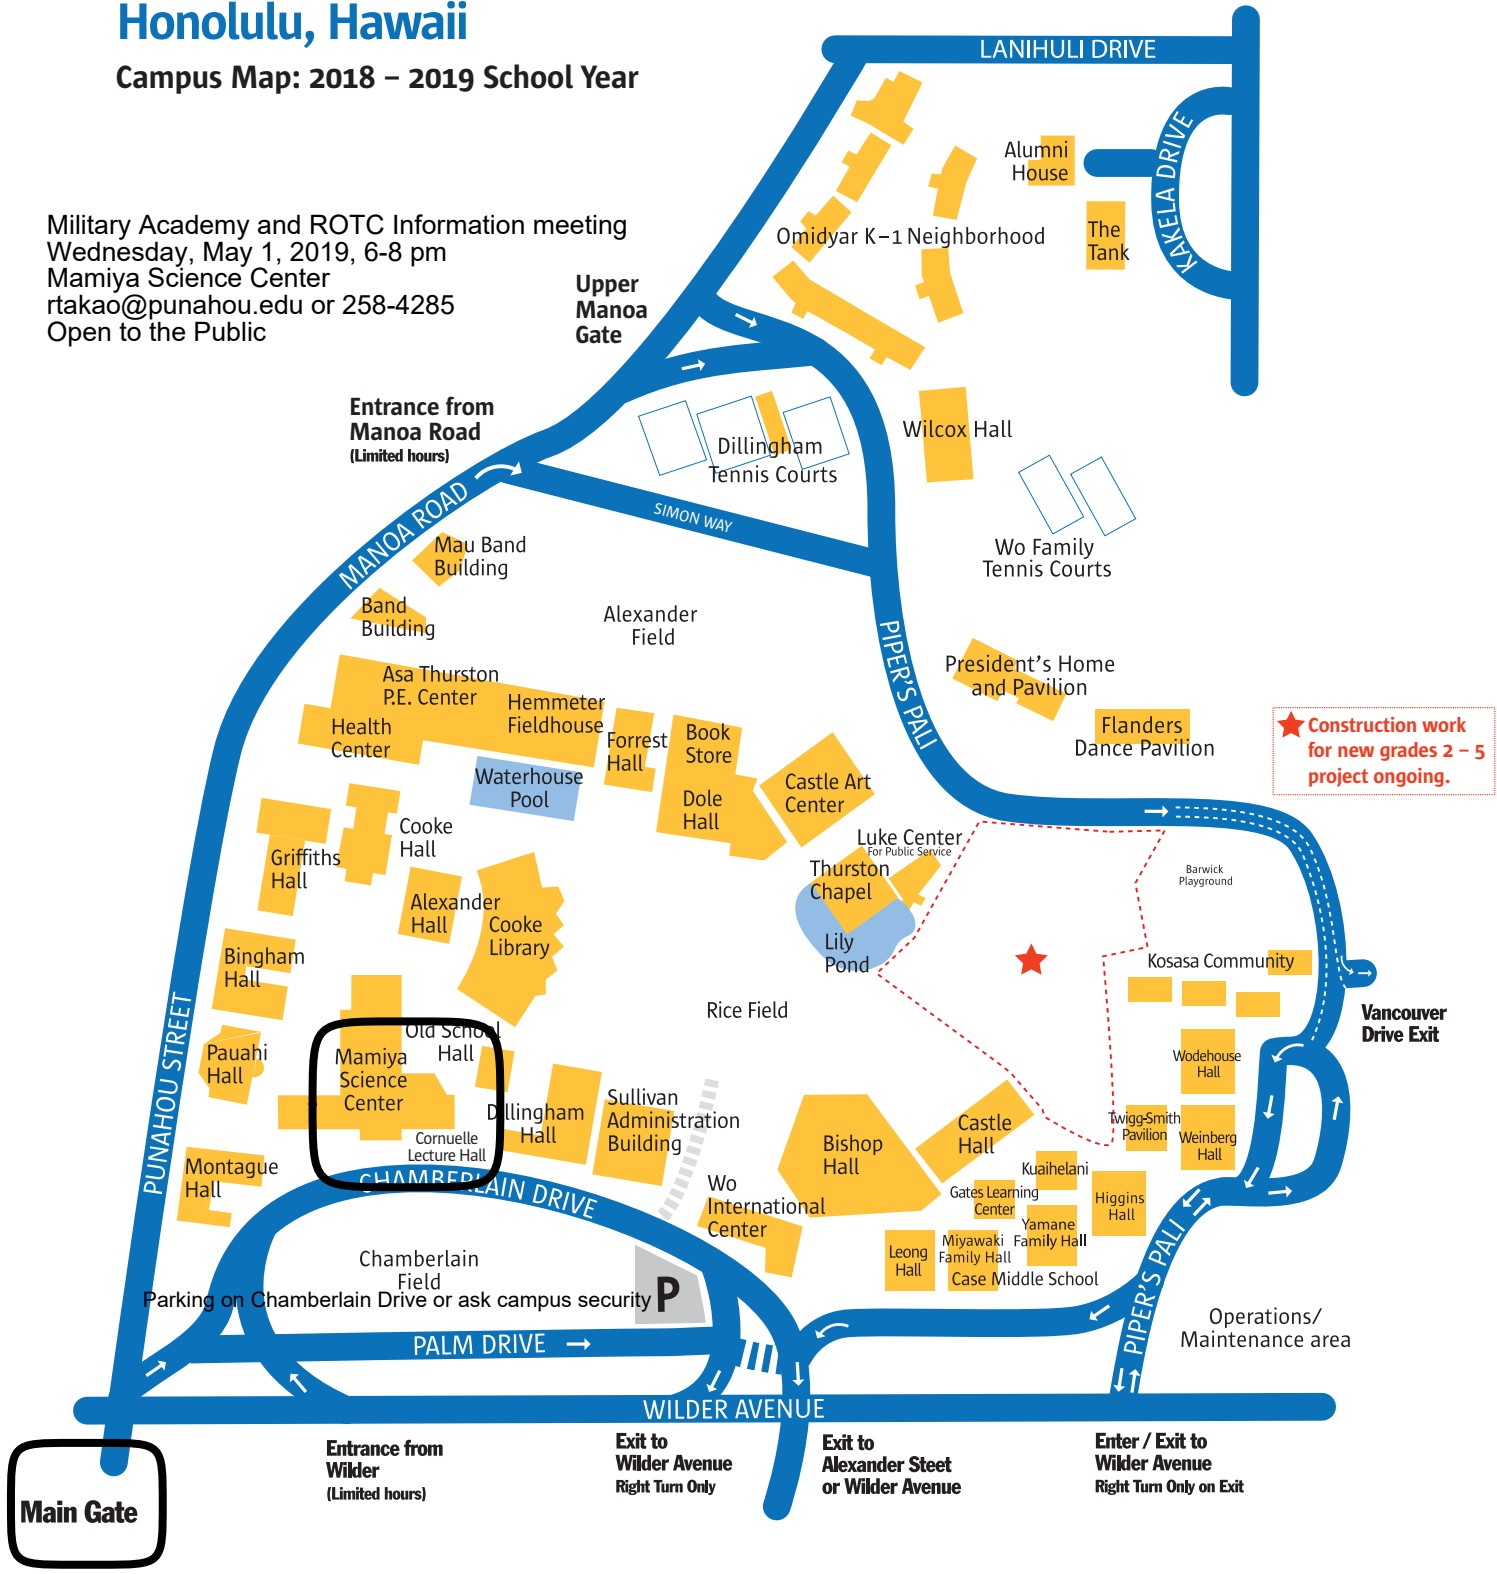 Honolulu, Hawaii
Campus Map: 2018 – 2019 School Year
LANIHULI DRIVE
KAKELA DRIVE
Alumni
House
The
Tank
Omidyar K–1 Neighborhood
Military Academy and ROTC Information meeting
Wednesday, May 1, 2019, 6-8 pm
Mamiya Science Center
rtakao@punahou.edu or 258-4285
Open to the Public
Upper
Manoa
Gate
Entrance from
Manoa Road
(Limited hours)
Dillingham
Tennis Courts
Wilcox Hall
MANOA ROAD
SIMON WAY
Wo Family
Tennis Courts
Mau Band
Building
Band
Building
Alexander
Field
PIPER'S PALI
President's Home
and Pavilion
Flanders
Dance Pavilion
Construction work
for new grades 2 – 5
project ongoing.
Asa Thurston
P.E. Center
Hemmeter
Fieldhouse
Health
Center
Forrest
Hall
Book
Store
Waterhouse
Pool
Dole
Hall
Castle Art
Center
Cooke
Hall
Griffiths
Hall
Luke Center
For Public Service
Thurston
Chapel
Barwick
Playground
Alexander
Hall
Cooke
Library
Lily
Pond
Bingham
Hall
Kosasa Community
Rice Field
Vancouver
Drive Exit
PUNAHOU STREET
Pauahi
Hall
Old School
Hall
Mamiya
Science
Center
Wodehouse
Hall
Dillingham
Hall
Sullivan
Administration
Building
Cornuelle
Lecture Hall
Bishop
Hall
Castle
Hall
Twigg-Smith
Pavilion
Weinberg
Hall
Montague
Hall
CHAMBERLAIN DRIVE
Wo
International
Center
Kuaihelani
Gates Learning
Center
Higgins
Hall
Yamane
Family Hall
Miyawaki
Family Hall
Leong
Hall
Case Middle School
Chamberlain
Field
Parking on Chamberlain Drive or ask campus security
P
PIPER'S PALI
Operations/
Maintenance area
PALM DRIVE
WILDER AVENUE
Main Gate
Entrance from
Wilder
(Limited hours)
Exit to
Wilder Avenue
Right Turn Only
Exit to
Alexander Steet
or Wilder Avenue
Enter / Exit to
Wilder Avenue
Right Turn Only on Exit